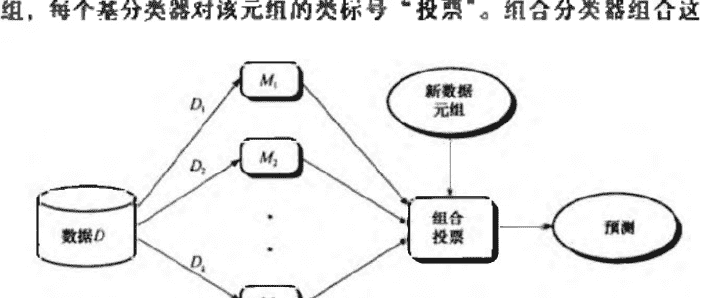 组，每个基分类器对该元组的类标号“投票”。组合分类器组合这
M₁
新数据
元组
D₁
M₂
D₂
组合
投票
数据D
预测
Dₖ